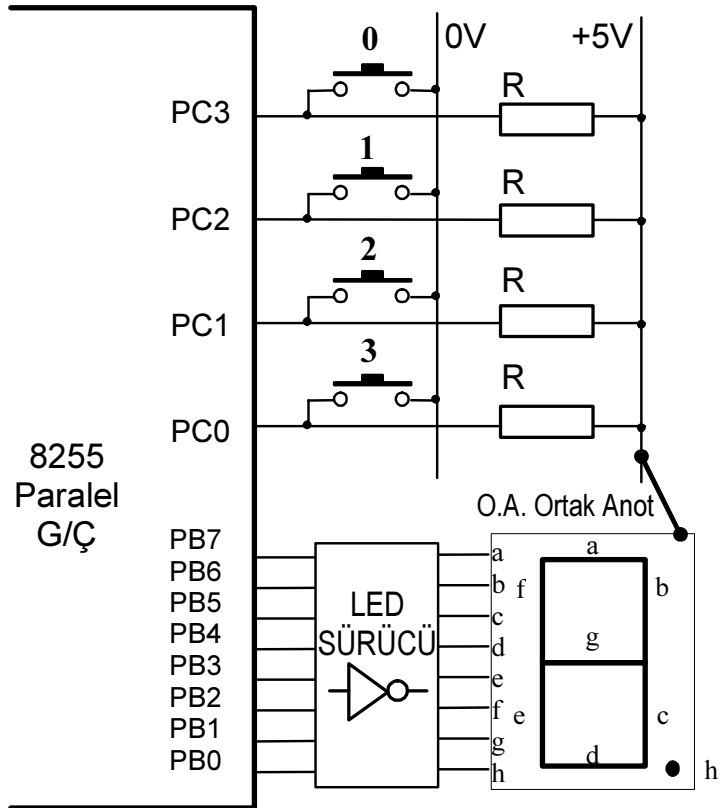 0
0V
+5V
PC3
R
1
PC2
R
2
PC1
R
3
PC0
R
8255
Paralel
G/Ç
O.A. Ortak Anot
PB7
PB6
PB5
PB4
PB3
PB2
PB1
PB0
LED
SÜRÜCÜ
a
b
c
d
e
f
g
h
a
f
b
g
e
c
d
h